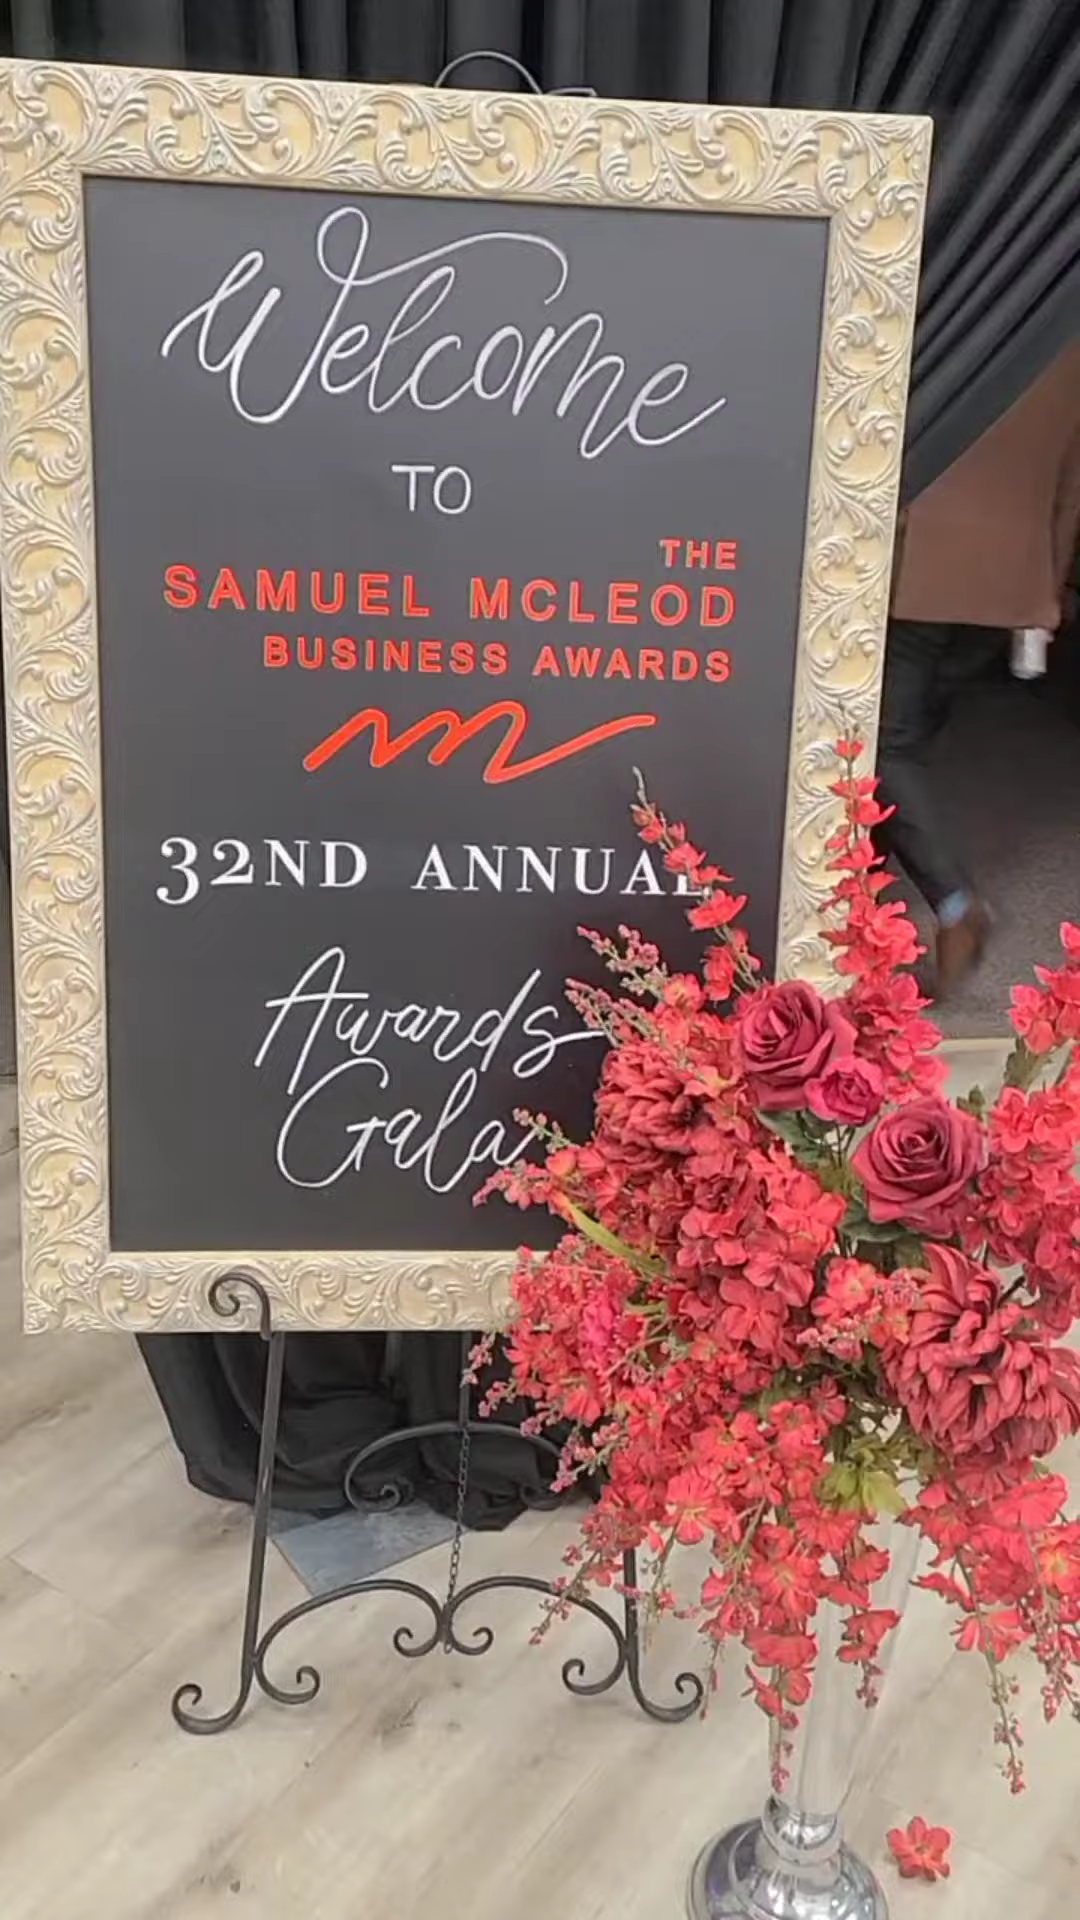 Welcome
TO
THE
SAMUEL MCLEOD
BUSINESS AWARDS
32ND ANNUAL
Awards
Gala